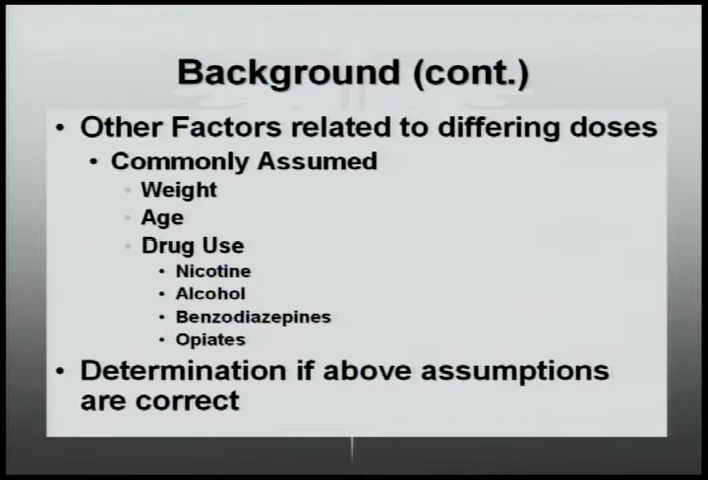 Background (cont.)
• Other Factors related to differing doses
• Commonly Assumed
• Weight
• Age
• Drug Use
• Nicotine
• Alcohol
• Benzodiazepines
• Opiates
• Determination if above assumptions
are correct